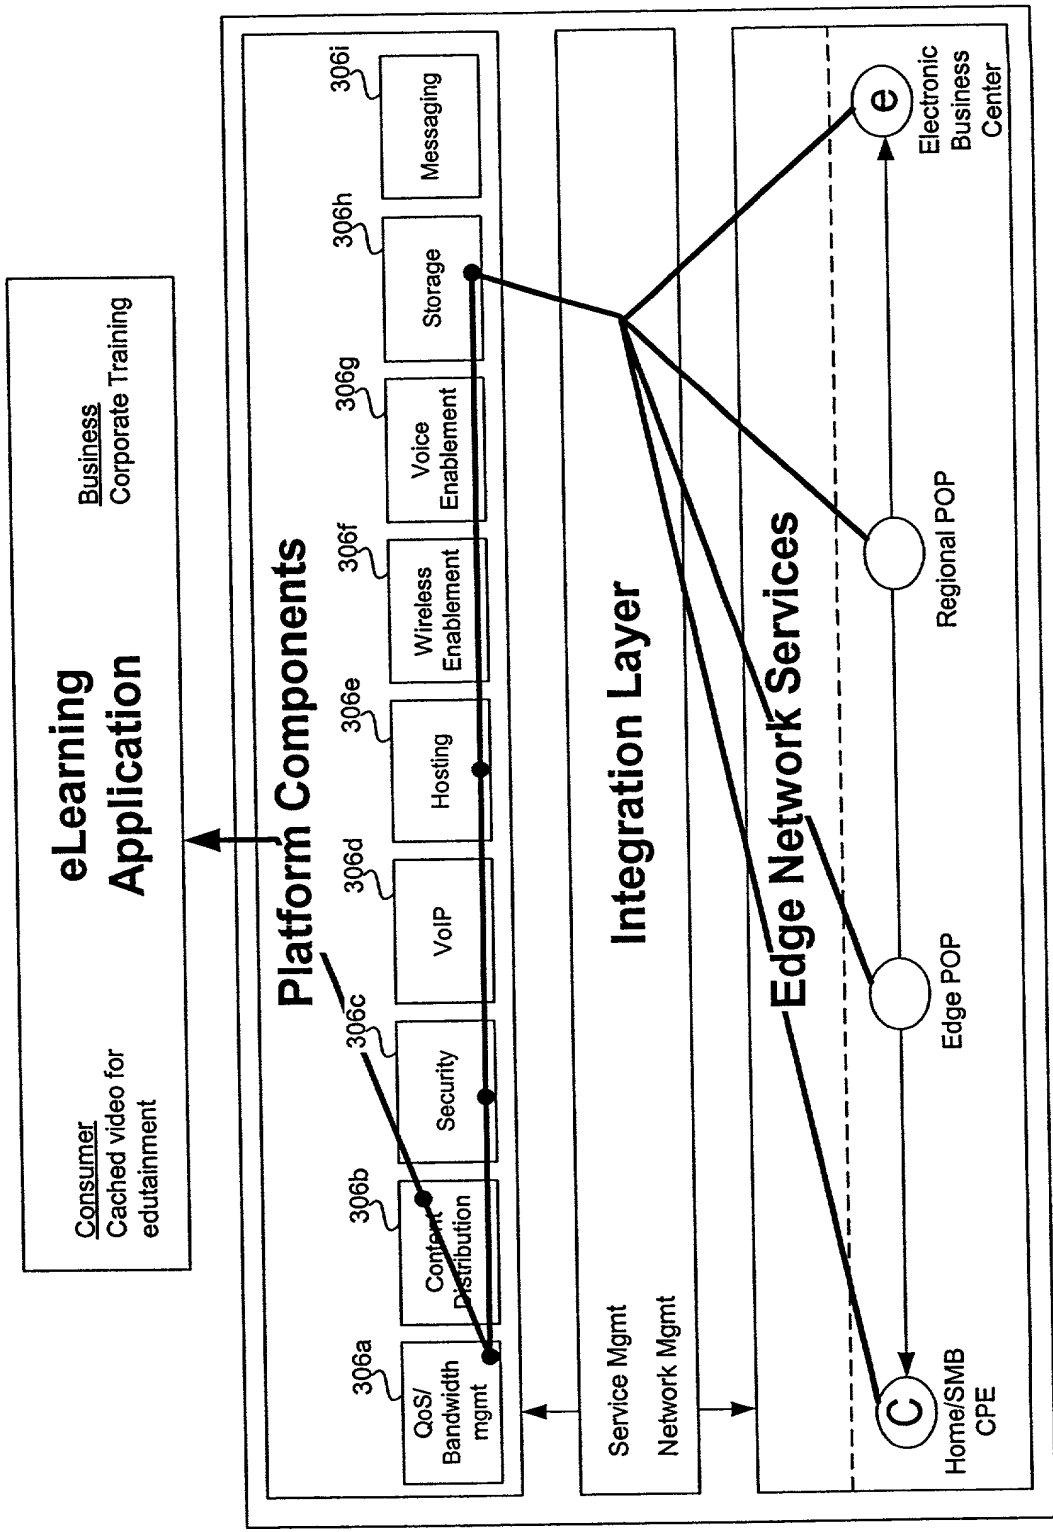 eLearning
Application
Consumer
Cached video for
edutainment
Business
Corporate Training
Platform Components
306a
306b
306c
306d
306e
306f
306g
306h
306i
QoS/
Bandwidth
mgmt
Content
Distribution
Security
VoIP
Hosting
Wireless
Enablement
Voice
Enablement
Storage
Messaging
Integration Layer
Service Mgmt
Network Mgmt
Edge Network Services
C
e
Home/SMB
CPE
Edge POP
Regional POP
Electronic
Business
Center